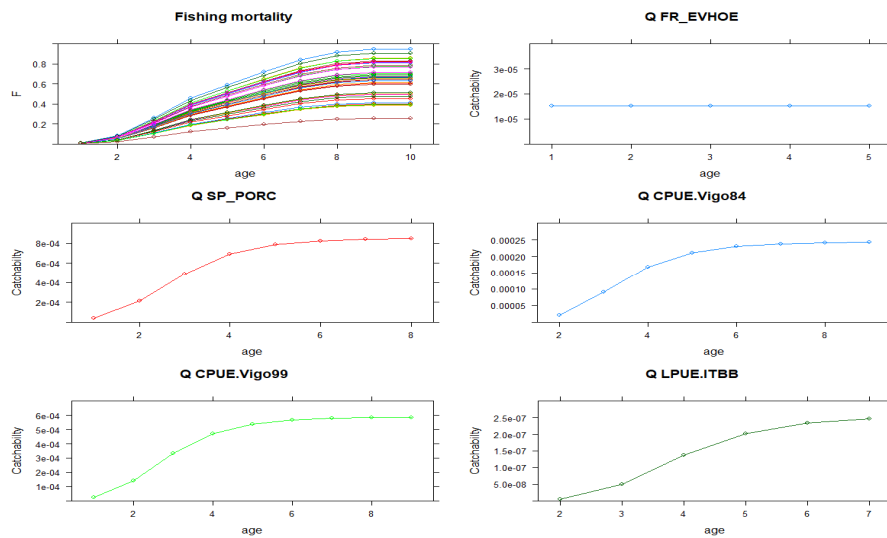 Fishing mortality
F
0.8
0.6
0.4
0.2
2 4 6 8 10
age
Q FR_EVHOE
Catchability
3e-05
2e-05
1e-05
1 2 3 4 5
age
Q SP_PORC
Catchability
8e-04
6e-04
4e-04
2e-04
2 4 6 8
age
Q CPUE.Vigo84
Catchability
0.00025
0.00020
0.00015
0.00010
0.00005
2 3 4 5 6 8
age
Q CPUE.Vigo99
Catchability
6e-04
5e-04
4e-04
3e-04
2e-04
1e-04
2 4 6 8
age
Q LPUE.ITBB
Catchability
2.5e-07
2.0e-07
1.5e-07
1.0e-07
5.0e-08
2 3 4 5 6 7
age